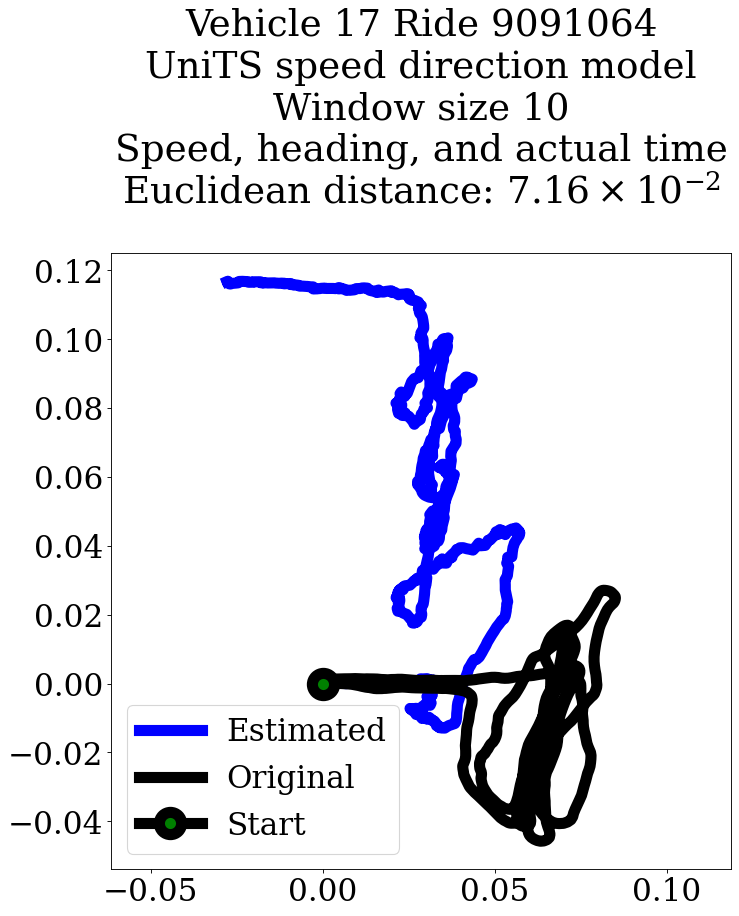 Vehicle 17 Ride 9091064
UniTS speed direction model
Window size 10
Speed, heading, and actual time
Euclidean distance: 7.16 × 10⁻²
0.12
0.10
0.08
0.06
0.04
0.02
0.00
−0.02
−0.04
Estimated
Original
Start
−0.05 0.00 0.05 0.10